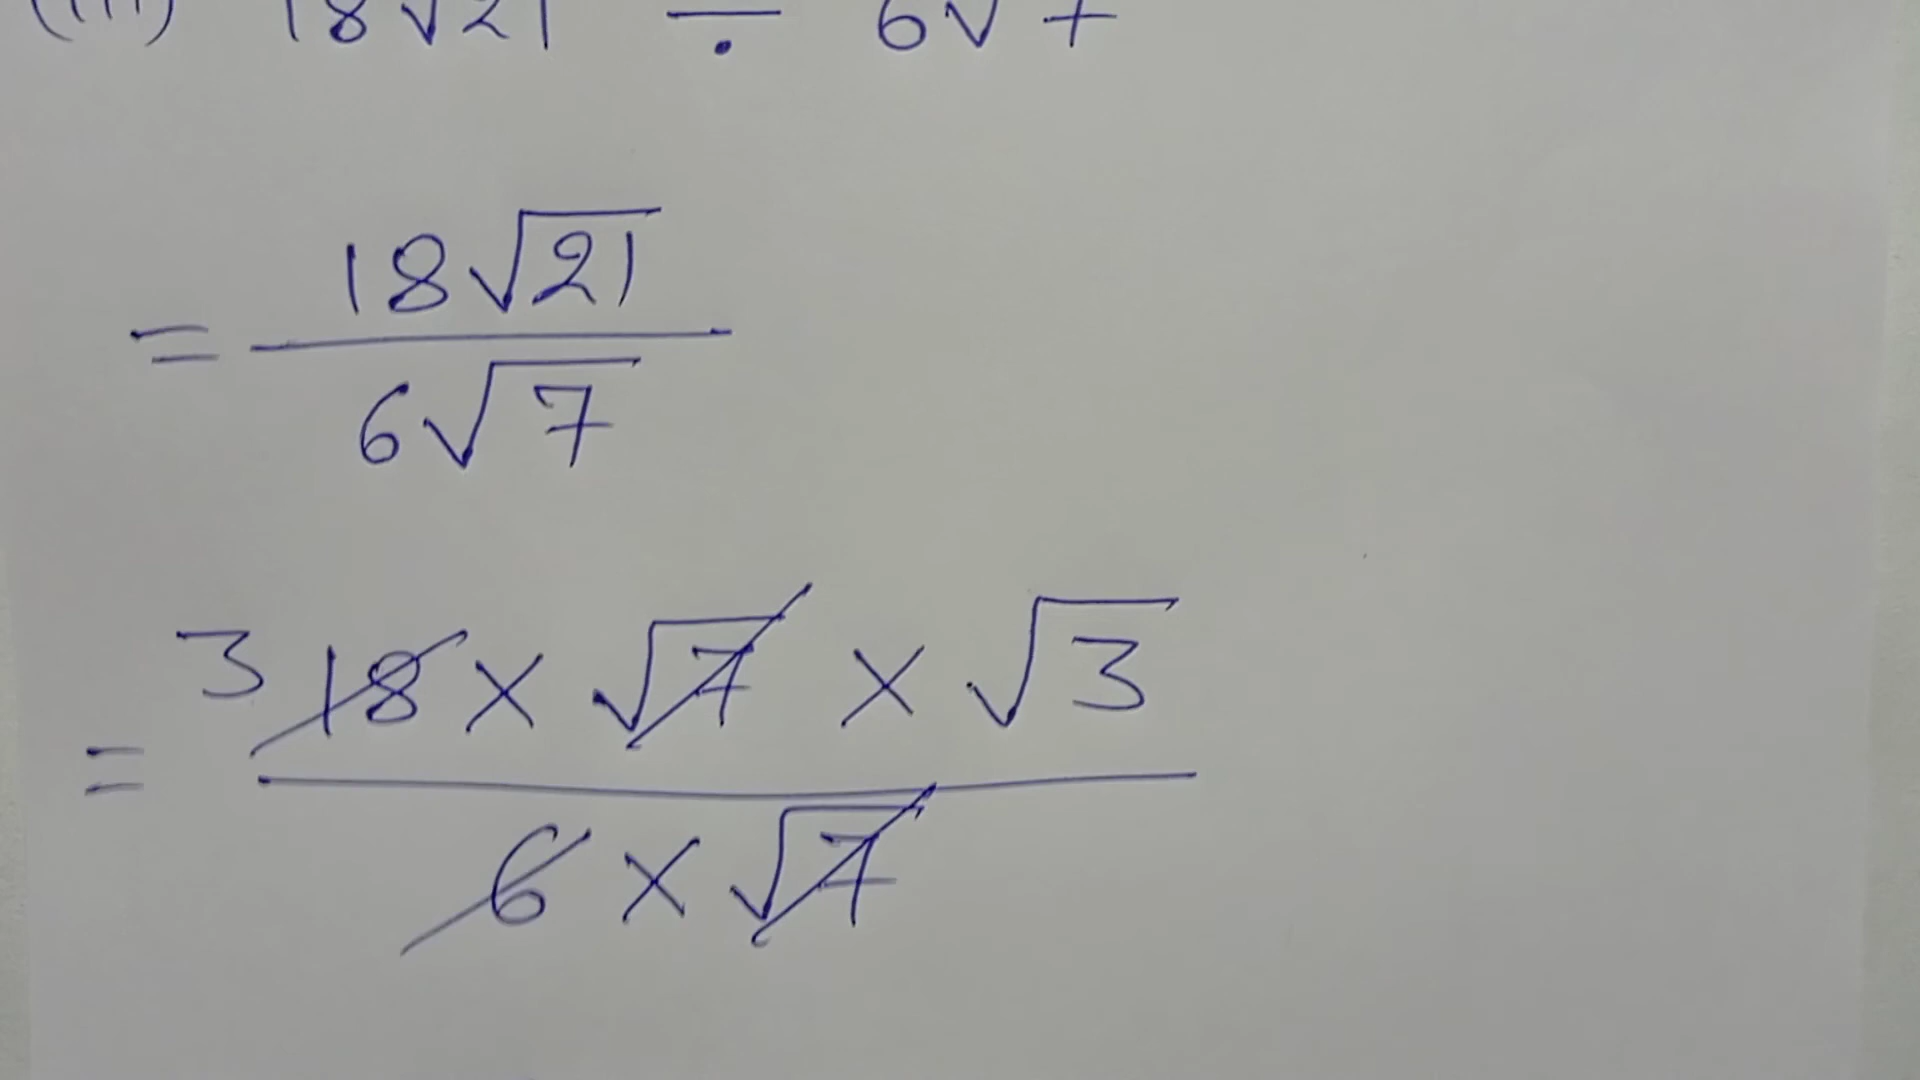 (iii) 18√21 ÷ 6√7
= 18√21 / 6√7
= 3 18 × √7 × √3 / 6 × √7